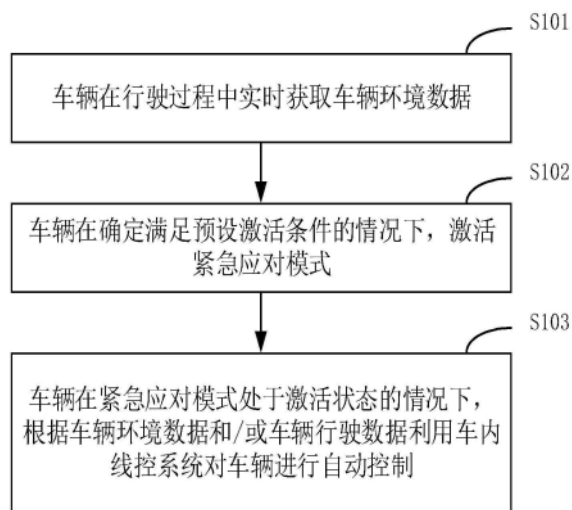 S101
车辆在行驶过程中实时获取车辆环境数据
S102
车辆在确定满足预设激活条件的情况下，激活
紧急应对模式
S103
车辆在紧急应对模式处于激活状态的情况下，
根据车辆环境数据和/或车辆行驶数据利用车内
线控系统对车辆进行自动控制